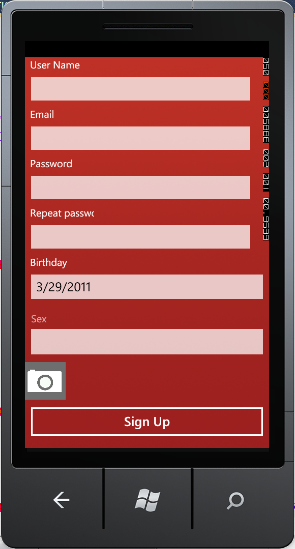 User Name
Email
Password
Repeat passwo
Birthday
3/29/2011
Sex
Sign Up